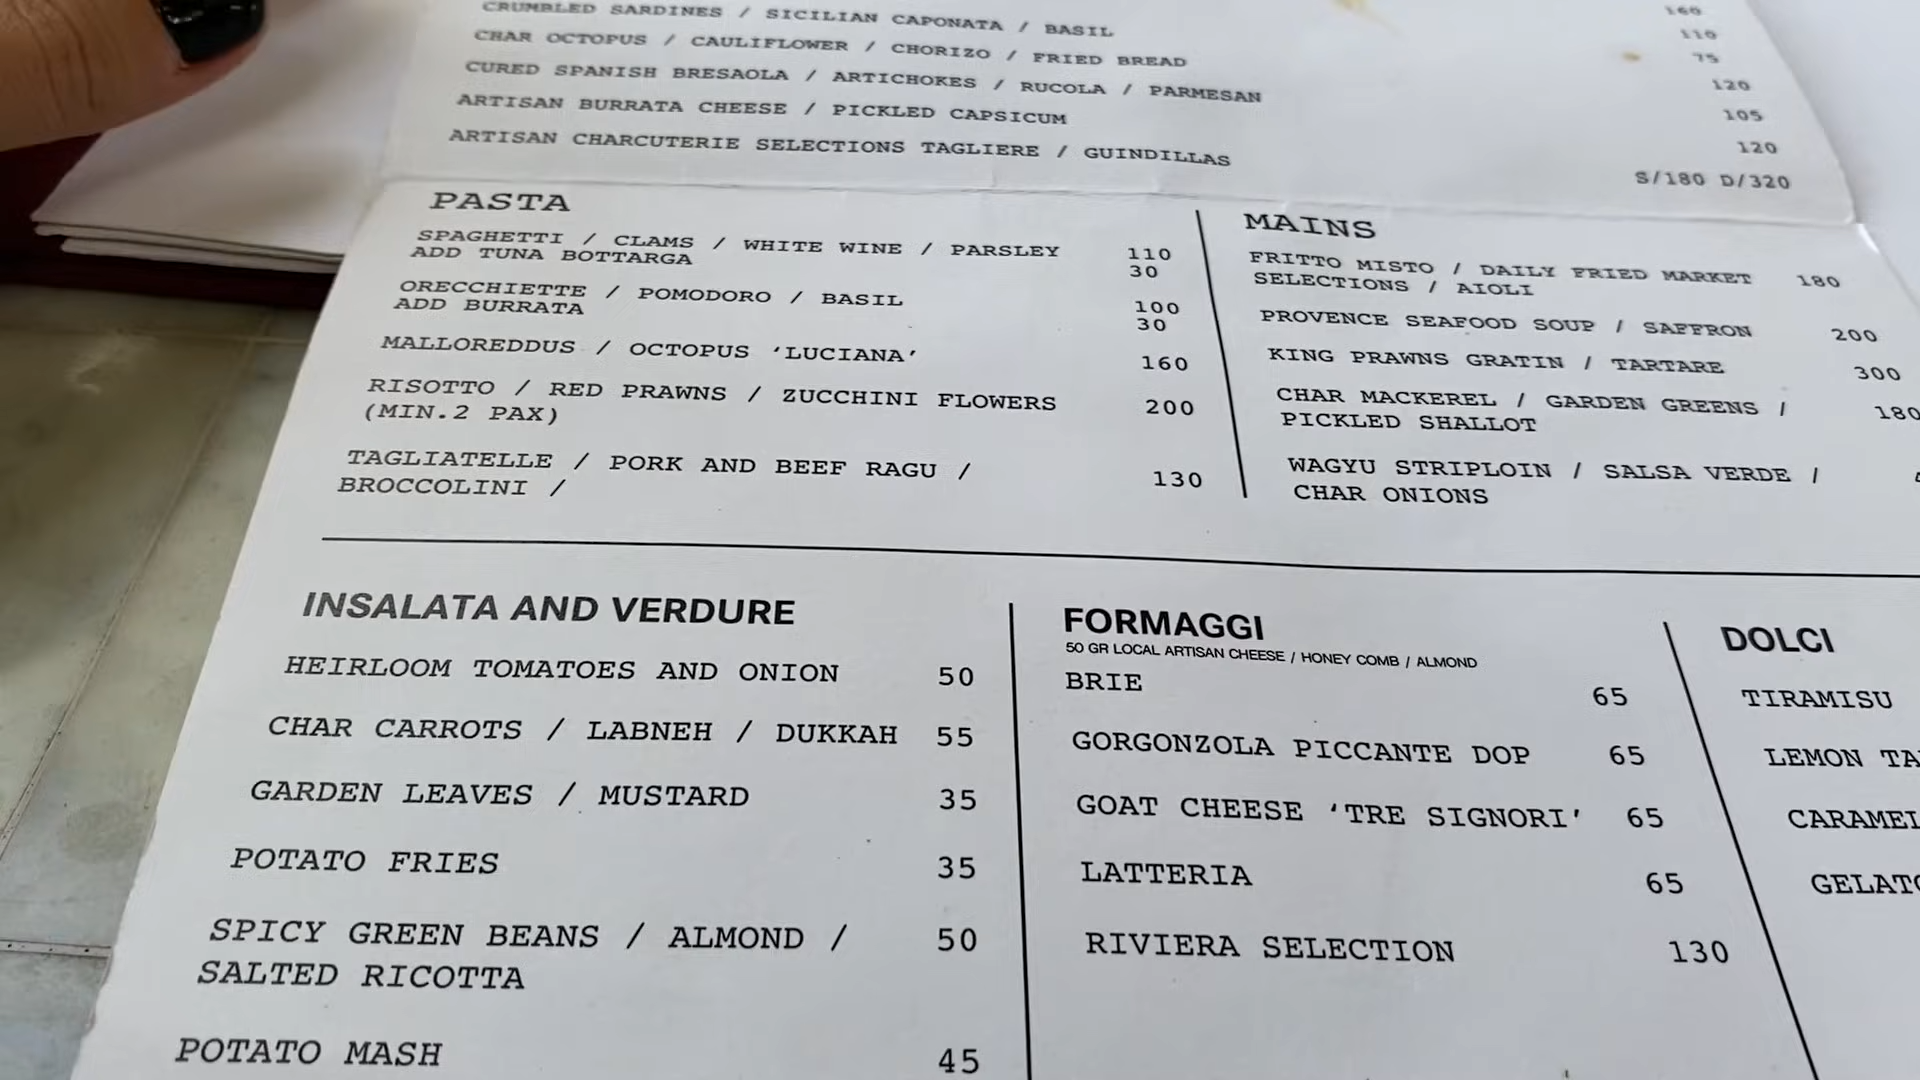 CRUMBLED SARDINES / SICILIAN CAPONATA / BASIL 110
CHAR OCTOPUS / CAULIFLOWER / CHORIZO / FRIED BREAD 120
CURED SPANISH BRESAOLA / ARTICHOKES / RUCOLA / PARMESAN 105
ARTISAN BURRATA CHEESE / PICKLED CAPSICUM 120
ARTISAN CHARCUTERIE SELECTIONS TAGLIERE / GUINDILLAS S/180 D/320
160
75
PASTA
SPAGHETTI / CLAMS / WHITE WINE / PARSLEY 110
ADD TUNA BOTTARGA 30
ORECCHIETTE / POMODORO / BASIL 100
ADD BURRATA 30
MALLOREDDUS / OCTOPUS ‘LUCIANA’ 160
RISOTTO / RED PRAWNS / ZUCCHINI FLOWERS 200
(MIN.2 PAX)
TAGLIATELLE / PORK AND BEEF RAGU / 130
BROCCOLINI /
MAINS
FRITTO MISTO / DAILY FRIED MARKET 180
SELECTIONS / AIOLI
PROVENCE SEAFOOD SOUP / SAFFRON 200
KING PRAWNS GRATIN / TARTARE 300
CHAR MACKEREL / GARDEN GREENS / 180
PICKLED SHALLOT
WAGYU STRIPLOIN / SALSA VERDE /
CHAR ONIONS
INSALATA AND VERDURE
HEIRLOOM TOMATOES AND ONION 50
CHAR CARROTS / LABNEH / DUKKAH 55
GARDEN LEAVES / MUSTARD 35
POTATO FRIES 35
SPICY GREEN BEANS / ALMOND / 50
SALTED RICOTTA
POTATO MASH 45
FORMAGGI
50 GR LOCAL ARTISAN CHEESE / HONEY COMB / ALMOND
BRIE 65
GORGONZOLA PICCANTE DOP 65
GOAT CHEESE ‘TRE SIGNORI’ 65
LATTERIA 65
RIVIERA SELECTION 130
DOLCI
TIRAMISU
LEMON TA
CARAMEL
GELATO